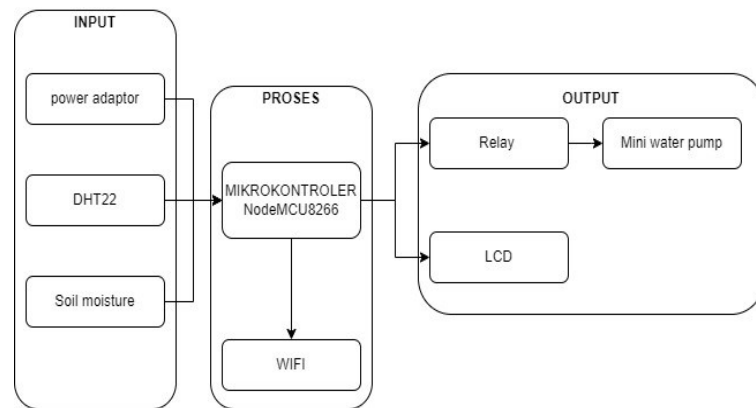 INPUT
power adaptor
DHT22
Soil moisture
PROSES
MIKROKONTROLER
NodeMCU8266
WIFI
OUTPUT
Relay
Mini water pump
LCD